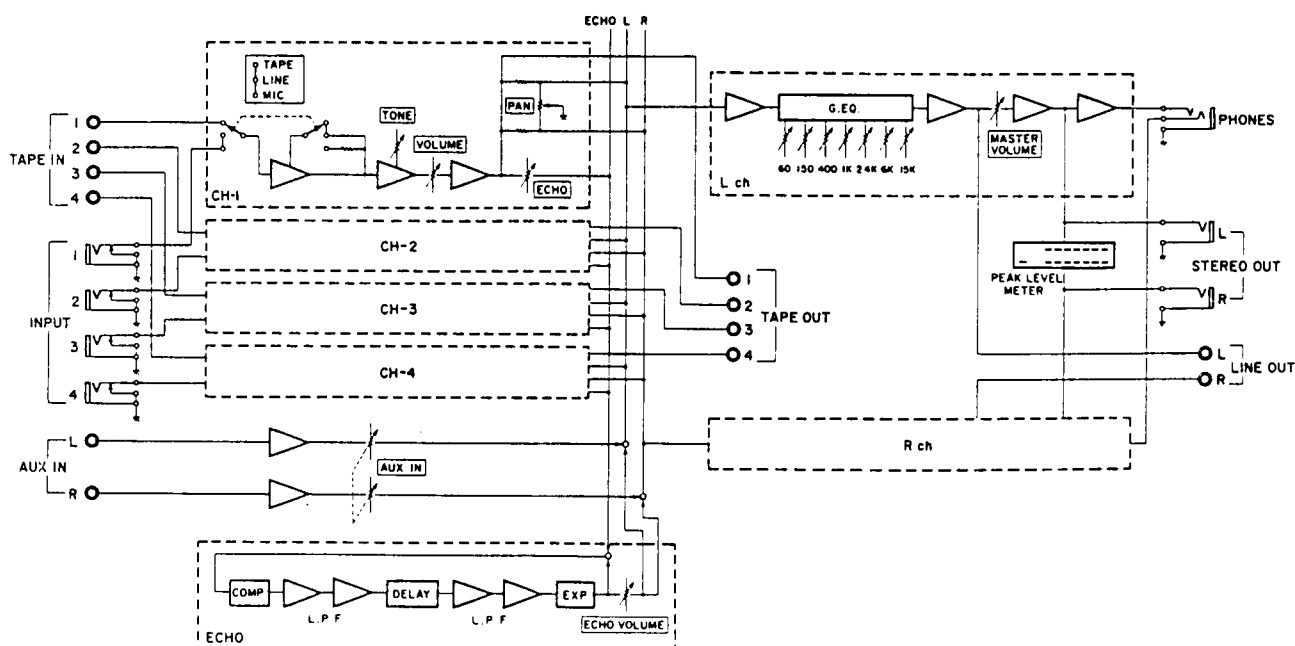 ECHO L R
TAPE
LINE
MIC
TONE
VOLUME
PAN
ECHO
CH-1
TAPE IN
1
2
3
4
INPUT
1
2
3
4
CH-2
CH-3
CH-4
AUX IN
L
R
AUX IN
COMP
L.P.F
DELAY
L.P.F
EXP
ECHO VOLUME
ECHO
G.EQ.
60 150 400 1K 2.4K 6K 15K
MASTER
VOLUME
L ch
PHONES
1
2
3
4
TAPE OUT
PEAK LEVEL
METER
L
STEREO OUT
R
L
LINE OUT
R
R ch